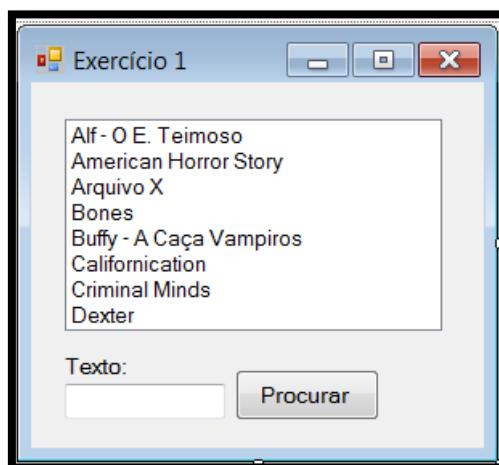 Exercício 1
Alf - O E. Teimoso
American Horror Story
Arquivo X
Bones
Buffy - A Caça Vampiros
Californication
Criminal Minds
Dexter
Texto:
Procurar